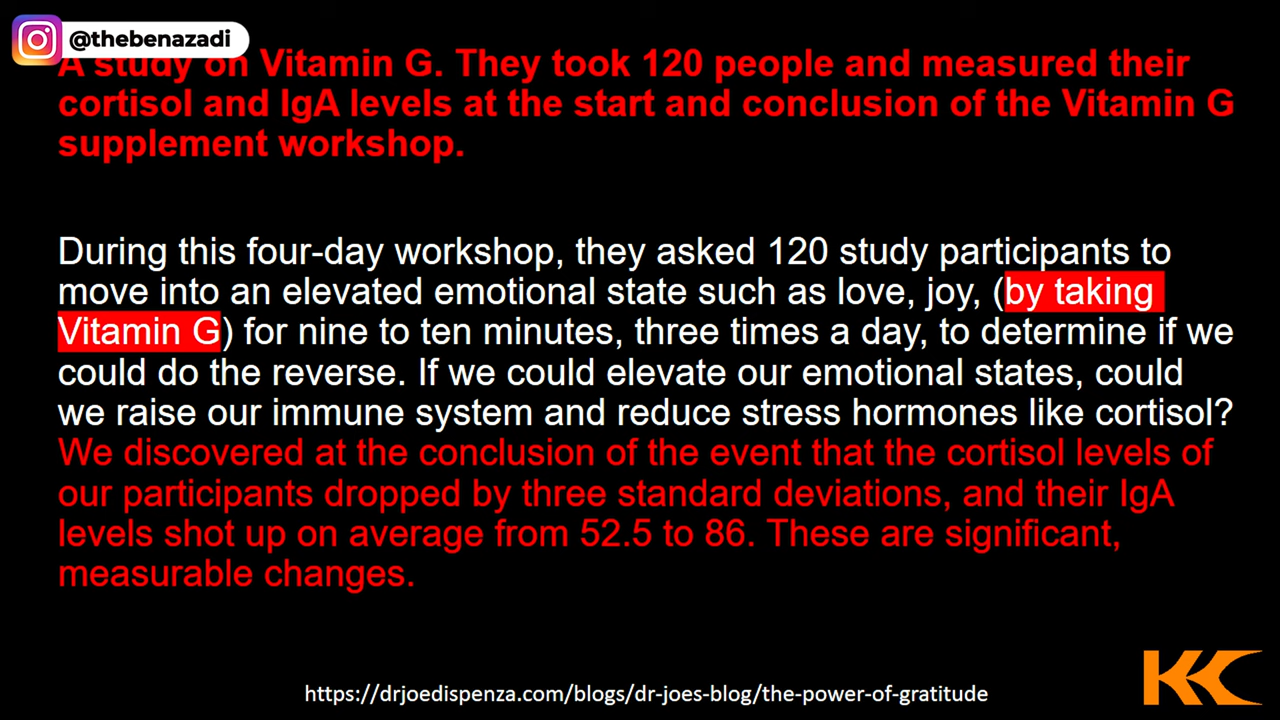 @thebenazadi
A study on Vitamin G. They took 120 people and measured their
cortisol and IgA levels at the start and conclusion of the Vitamin G
supplement workshop.
During this four-day workshop, they asked 120 study participants to
move into an elevated emotional state such as love, joy, (by taking
Vitamin G) for nine to ten minutes, three times a day, to determine if we
could do the reverse. If we could elevate our emotional states, could
we raise our immune system and reduce stress hormones like cortisol?
We discovered at the conclusion of the event that the cortisol levels of
our participants dropped by three standard deviations, and their IgA
levels shot up on average from 52.5 to 86. These are significant,
measurable changes.
https://drjoedispenza.com/blogs/dr-joes-blog/the-power-of-gratitude
KC